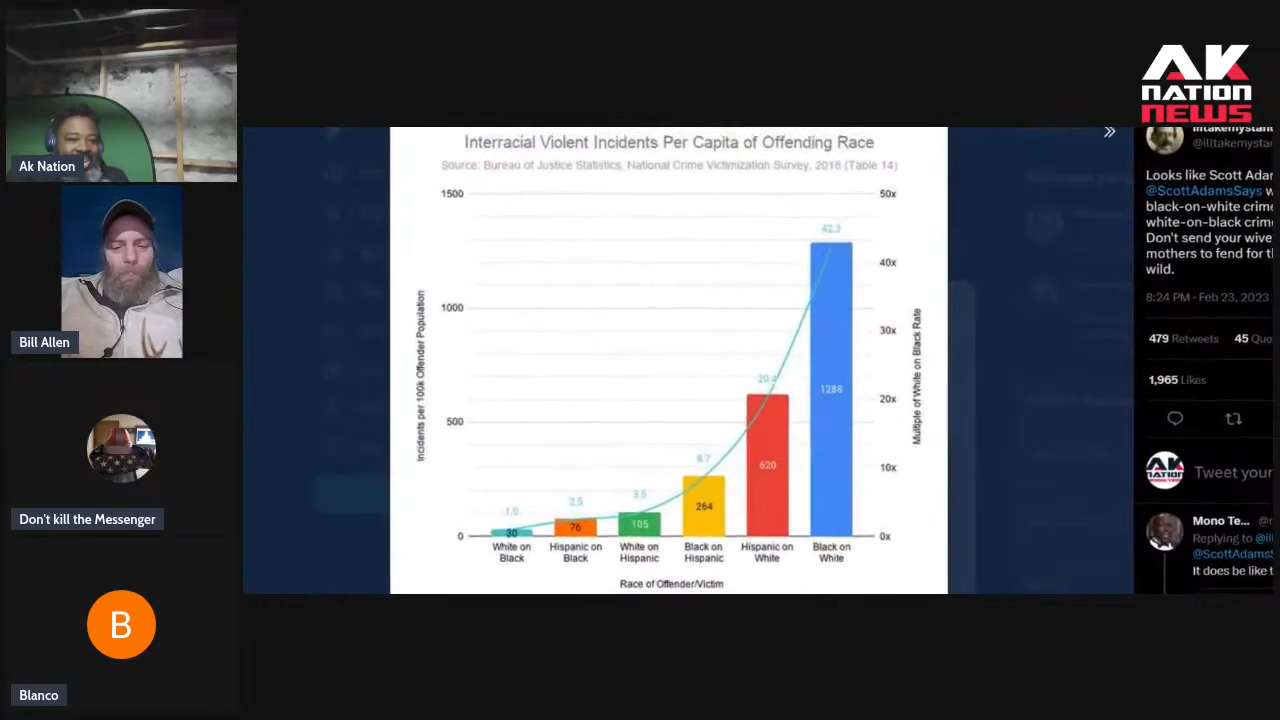 Ak Nation
Bill Allen
Don't kill the Messenger
B
Blanco
Interracial Violent Incidents Per Capita of Offending Race
Source: Bureau of Justice Statistics, National Crime Victimization Survey, 2018 (Table 14)
Incidents per 100k Offender Population
1500
1000
500
0
1.0
2.5
3.5
8.7
20.4
42.3
30
76
105
264
620
1288
50x
40x
30x
20x
10x
0x
Multiple of White on Black Rate
White on
Black
Hispanic on
Black
White on
Hispanic
Black on
Hispanic
Hispanic on
White
Black on
White
Race of Offender/Victim
AK
NATION
NEWS
Looks like Scott Adar
@ScottAdamsSays w
black-on-white crime
white-on-black crim
Don't send your wive
mothers to fend for t
wild.
8:24 PM · Feb 23, 2023
479 Retweets 45 Quo
1,965 Likes
AK
NATION
Tweet your
Mono Te...
Replying to @ill
@ScottAdamsS
It does be like t